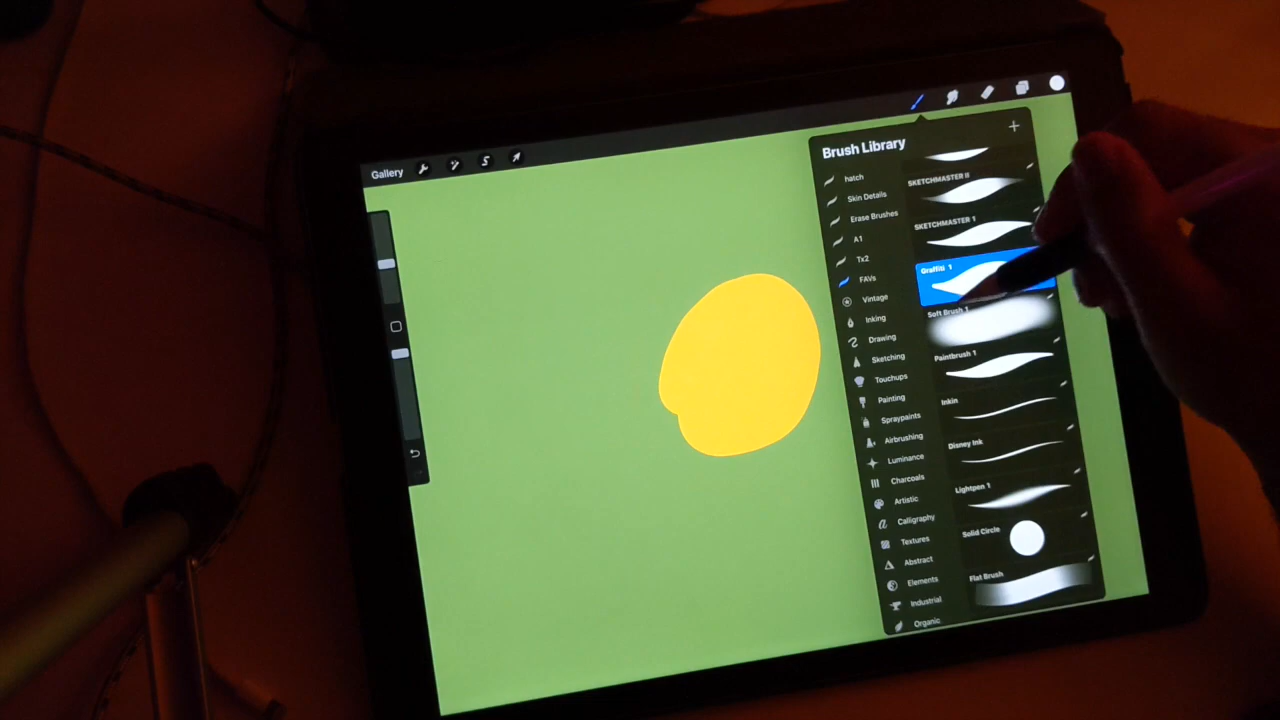 Gallery
Brush Library
hatch
Skin Details
Erase Brushes
A1
Tx2
FAVs
Vintage
Inking
Drawing
Sketching
Touchups
Painting
Spraypaints
Airbrushing
Luminance
Charcoals
Artistic
Calligraphy
Textures
Abstract
Elements
Industrial
Organic
SKETCHMASTER II
SKETCHMASTER 1
Graffiti 1
Soft Brush 1
Paintbrush 1
Inkin
Disney Ink
Lightpen 1
Solid Circle
Flat Brush